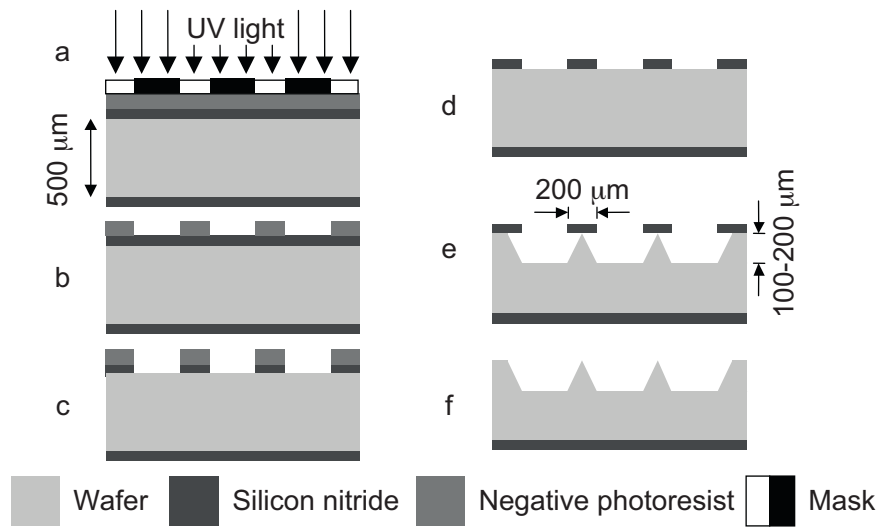 UV light
a
500 μm
b
c
d
200 μm
e
100-200 μm
f
Wafer
Silicon nitride
Negative photoresist
Mask